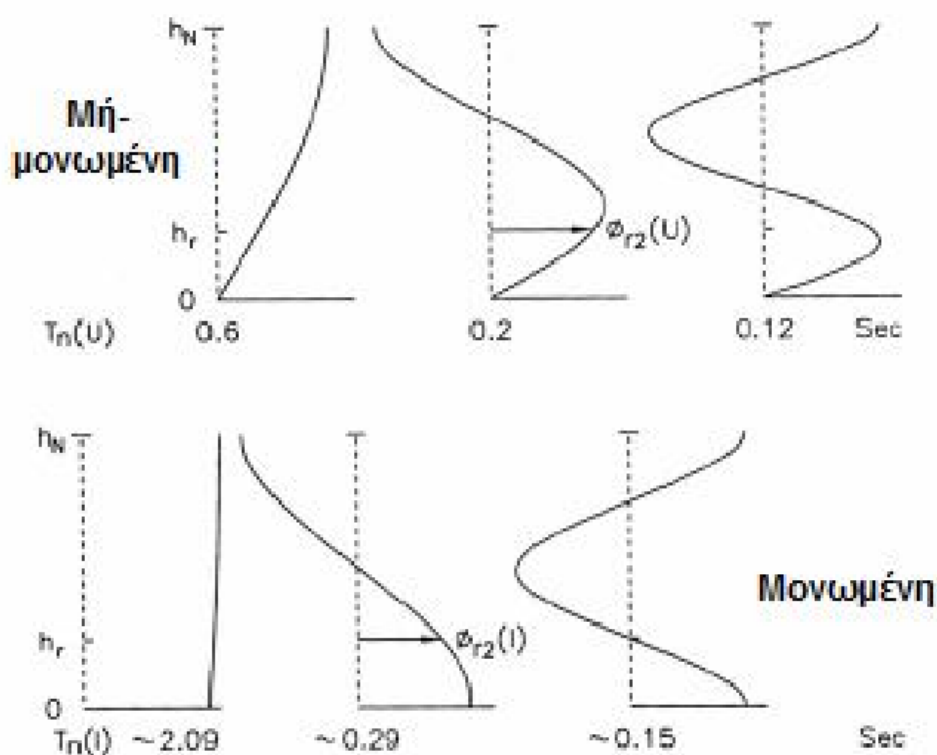 h_N
Μή-
μονωμένη
h_r
ϕ_r2(U)
0
T_n(U) 0.6 0.2 0.12 Sec
h_N
Μονωμένη
h_r
ϕ_r2(I)
0
T_n(I) ~2.09 ~0.29 ~0.15 Sec